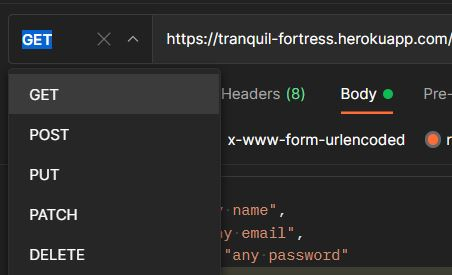 GET https://tranquil-fortress.herokuapp.com/
GET Headers (8) Body Pre-
POST x-www-form-urlencoded
PUT
PATCH name",
email",
DELETE "any password"